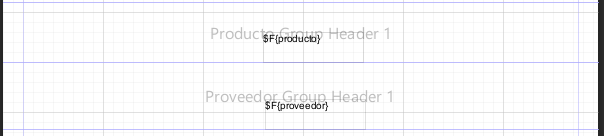 Producto Group Header 1
$F{producto}
Proveedor Group Header 1
$F{proveedor}